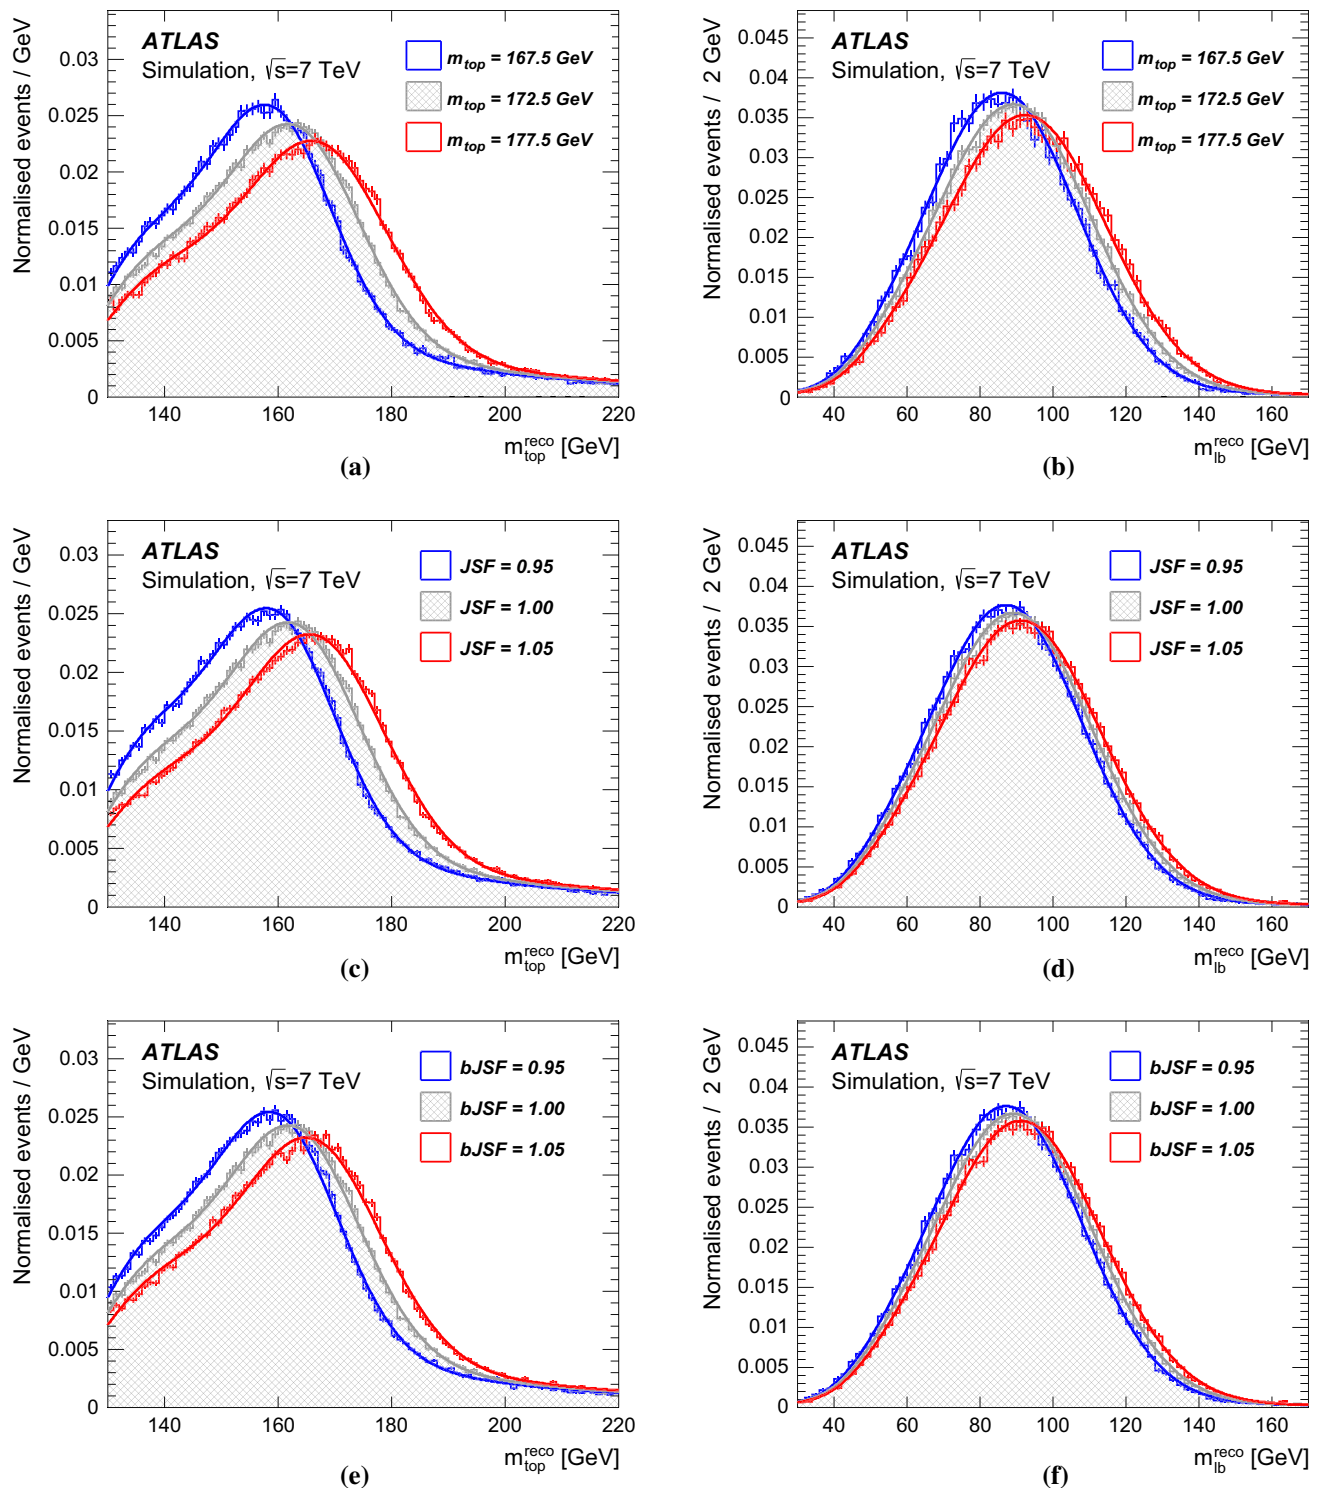 ATLAS
Simulation, √s=7 TeV
m_top = 167.5 GeV
m_top = 172.5 GeV
m_top = 177.5 GeV
Normalised events / GeV
0.03
0.025
0.02
0.015
0.01
0.005
0
140 160 180 200 220
m_top^reco [GeV]
(a)
ATLAS
Simulation, √s=7 TeV
m_top = 167.5 GeV
m_top = 172.5 GeV
m_top = 177.5 GeV
Normalised events / 2 GeV
0.045
0.04
0.035
0.03
0.025
0.02
0.015
0.01
0.005
0
40 60 80 100 120 140 160
m_lb^reco [GeV]
(b)
ATLAS
Simulation, √s=7 TeV
JSF = 0.95
JSF = 1.00
JSF = 1.05
Normalised events / GeV
0.03
0.025
0.02
0.015
0.01
0.005
0
140 160 180 200 220
m_top^reco [GeV]
(c)
ATLAS
Simulation, √s=7 TeV
JSF = 0.95
JSF = 1.00
JSF = 1.05
Normalised events / 2 GeV
0.045
0.04
0.035
0.03
0.025
0.02
0.015
0.01
0.005
0
40 60 80 100 120 140 160
m_lb^reco [GeV]
(d)
ATLAS
Simulation, √s=7 TeV
bJSF = 0.95
bJSF = 1.00
bJSF = 1.05
Normalised events / GeV
0.03
0.025
0.02
0.015
0.01
0.005
0
140 160 180 200 220
m_top^reco [GeV]
(e)
ATLAS
Simulation, √s=7 TeV
bJSF = 0.95
bJSF = 1.00
bJSF = 1.05
Normalised events / 2 GeV
0.045
0.04
0.035
0.03
0.025
0.02
0.015
0.01
0.005
0
40 60 80 100 120 140 160
m_lb^reco [GeV]
(f)